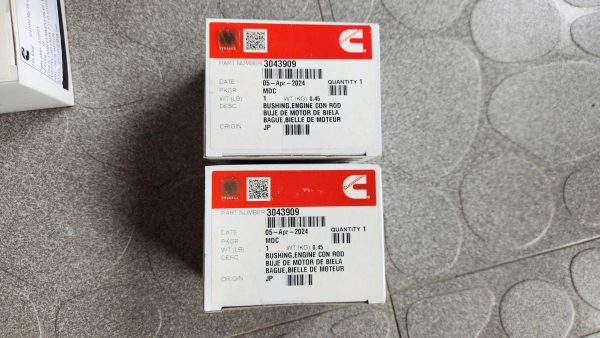 PART NUMBER 3043909
DATE 05-Apr-2024 QUANTITY 1
PKGR MDC
WT (LB) 1 WT (KG) 0.45
DESC BUSHING,ENGINE CON ROD
BUJE DE MOTOR DE BIELA
BAGUE,BIELLE DE MOTEUR
ORIGIN JP
PART NUMBER 3043909
DATE 05-Apr-2024 QUANTITY 1
PKGR MDC
WT (LB) 1 WT (KG) 0.45
DESC BUSHING,ENGINE CON ROD
BUJE DE MOTOR DE BIELA
BAGUE,BIELLE DE MOTEUR
ORIGIN JP